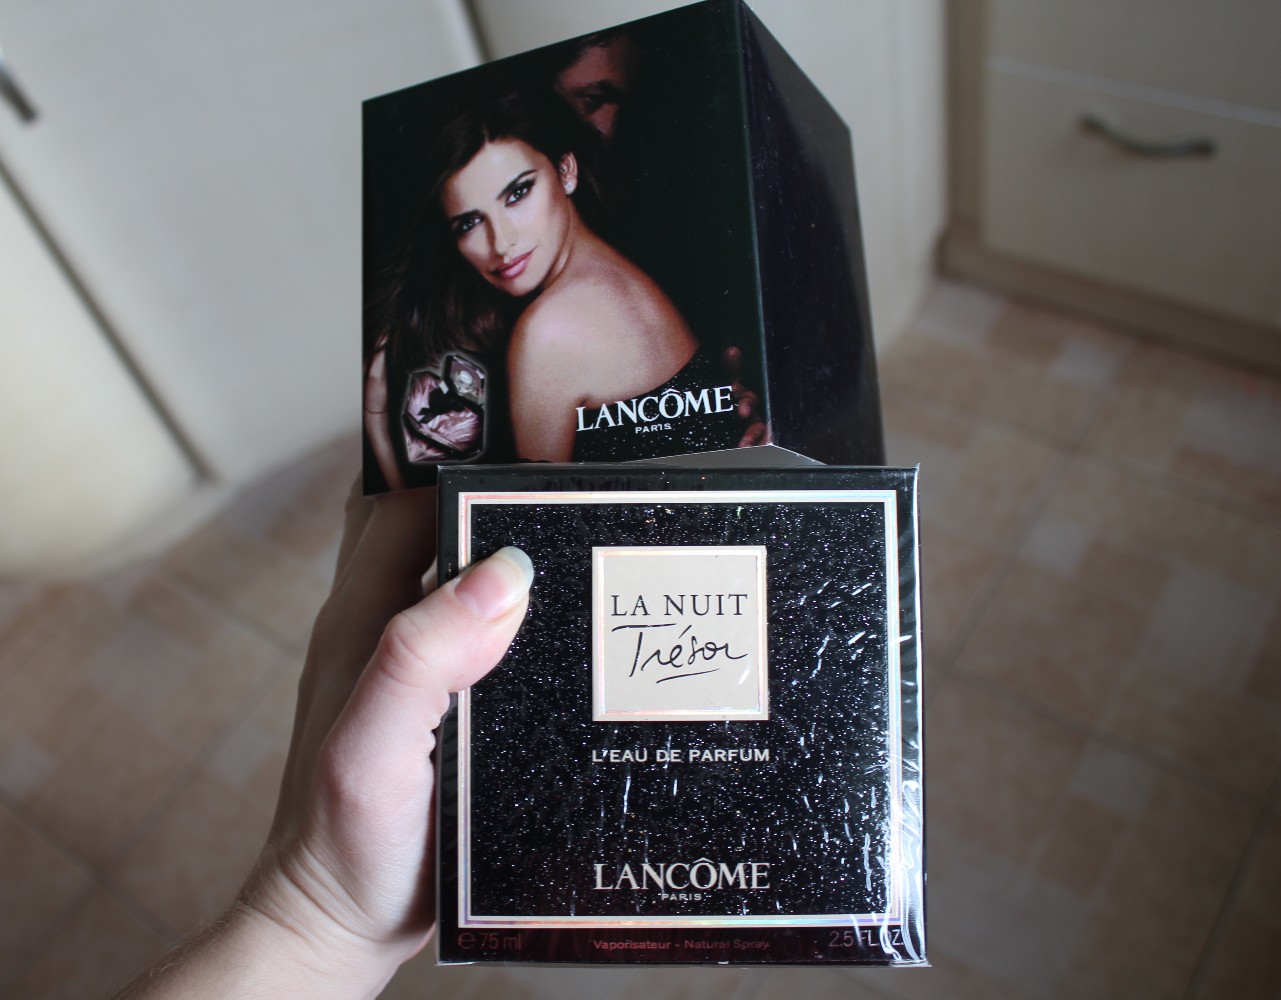 LANCÔME
PARIS
LA NUIT
Trésor
L'EAU DE PARFUM
LANCÔME
PARIS
e 75 ml
Vaporisateur - Natural Spray
2.5 FL. OZ.